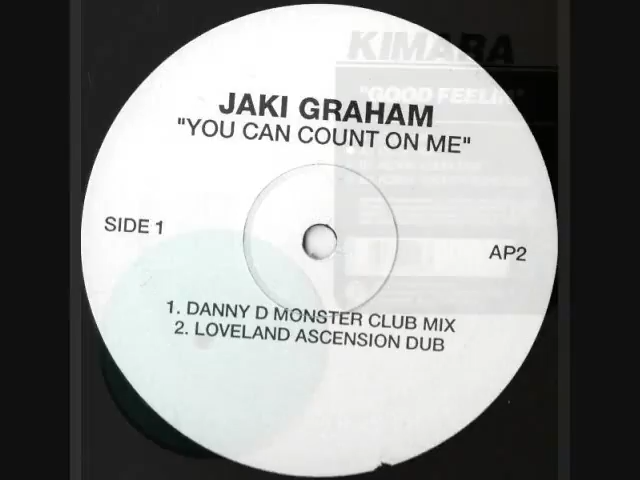 KIMARA
"GOOD FEELIN'"
JAKI GRAHAM
"YOU CAN COUNT ON ME"
SIDE 1
AP2
1. DANNY D MONSTER CLUB MIX
2. LOVELAND ASCENSION DUB